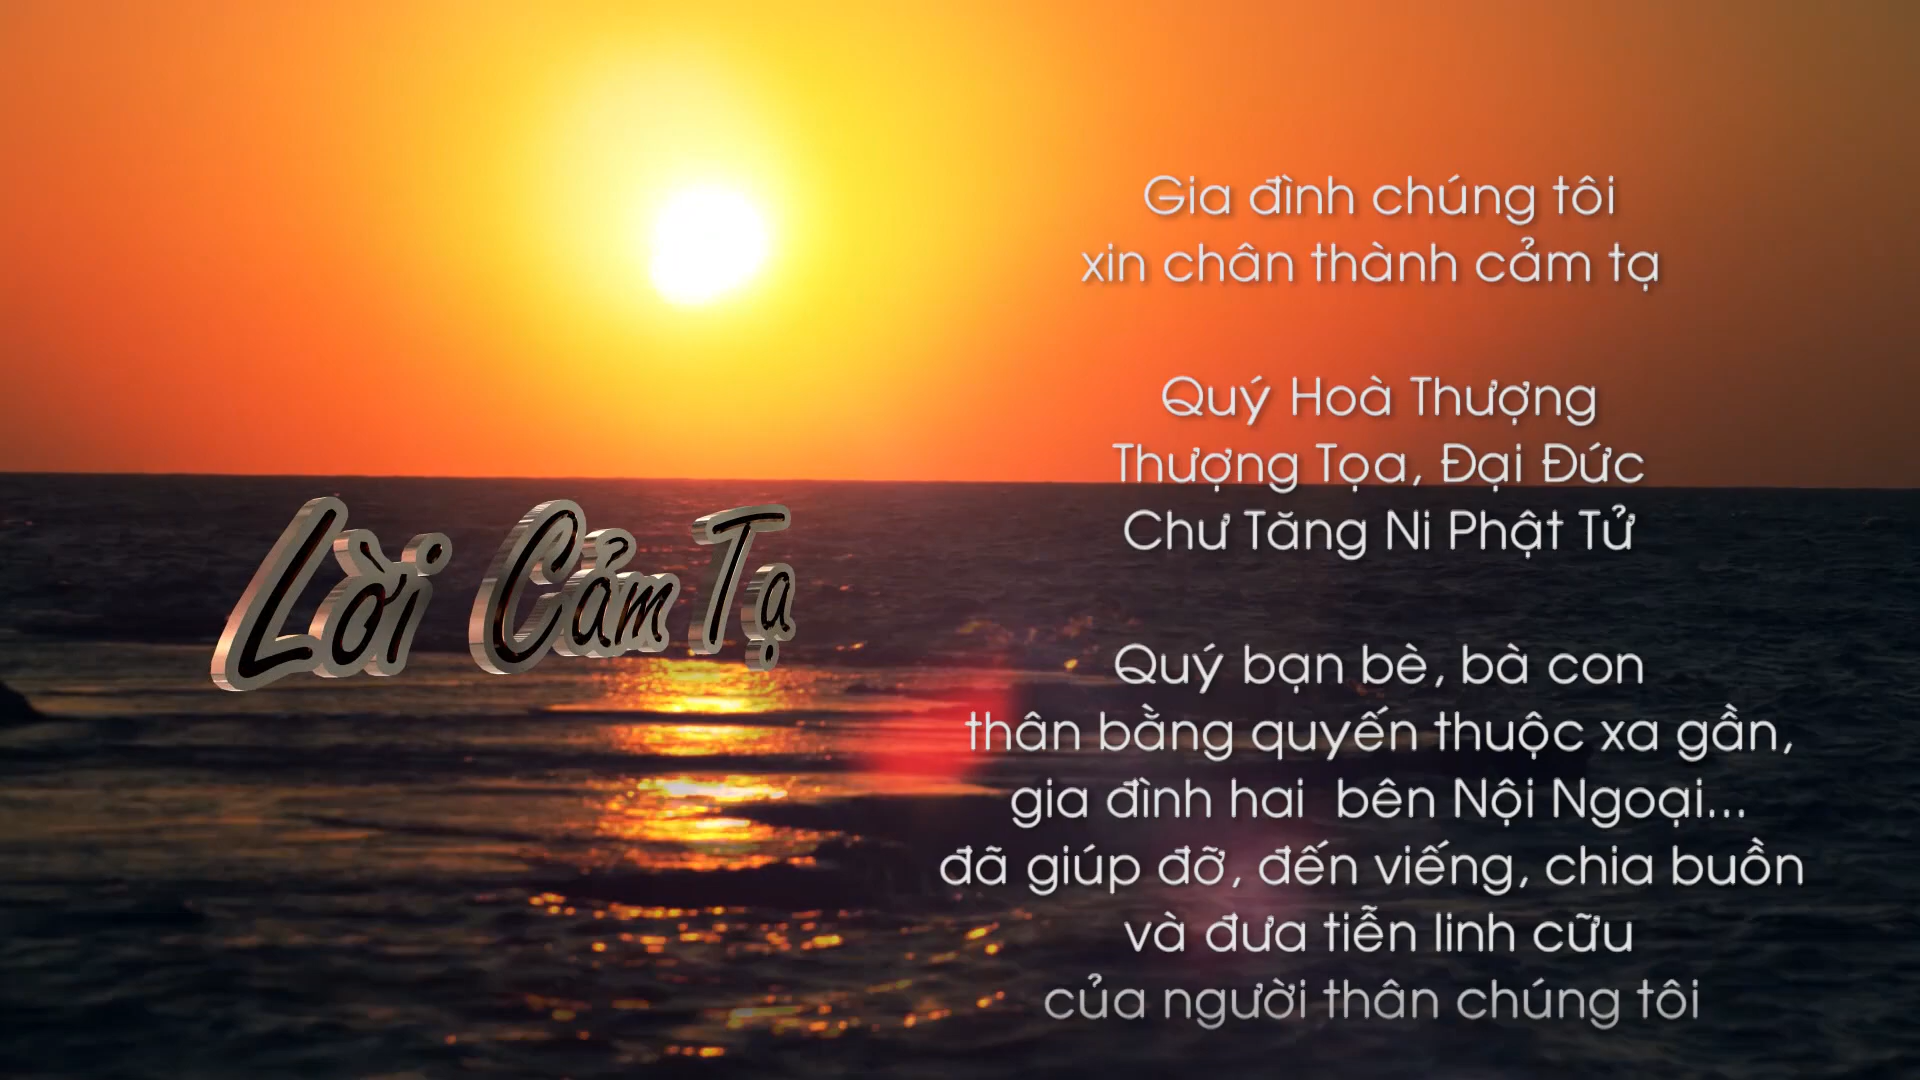 Lời Cảm Tạ
Gia đình chúng tôi
xin chân thành cảm tạ
Quý Hoà Thượng
Thượng Tọa, Đại Đức
Chư Tăng Ni Phật Tử
Quý bạn bè, bà con
thân bằng quyến thuộc xa gần,
gia đình hai  bên Nội Ngoại...
đã giúp đỡ, đến viếng, chia buồn
và đưa tiễn linh cữu
của người thân chúng tôi